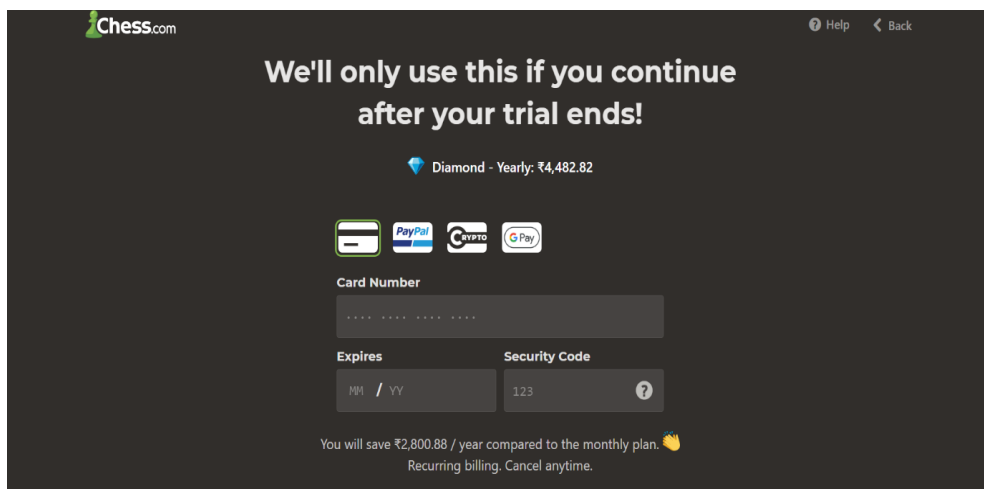 Chess.com
Help
Back
We'll only use this if you continue
after your trial ends!
Diamond - Yearly: ₹4,482.82
PayPal
CRYPTO
G Pay
Card Number
.... .... .... ....
Expires
Security Code
MM / YY
123
?
You will save ₹2,800.88 / year compared to the monthly plan.
Recurring billing. Cancel anytime.